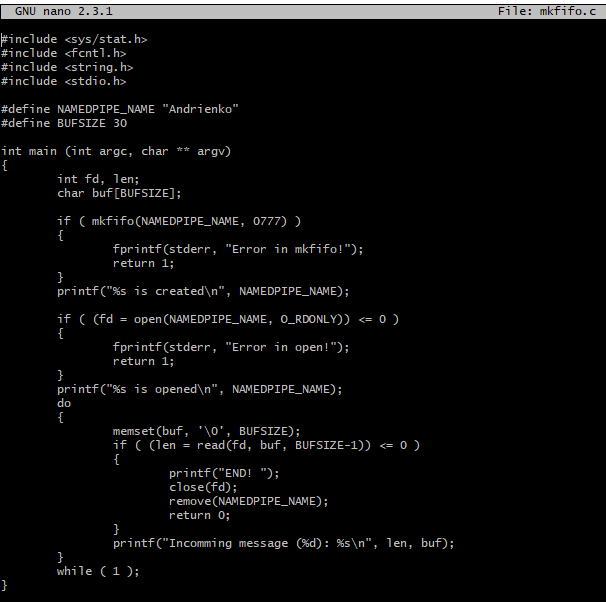 GNU nano 2.3.1 File: mkfifo.c
#include <sys/stat.h>
#include <fcntl.h>
#include <string.h>
#include <stdio.h>
#define NAMEDPIPE_NAME "Andrienko"
#define BUFSIZE 30
int main (int argc, char ** argv)
{
int fd, len;
char buf[BUFSIZE];
if ( mkfifo(NAMEDPIPE_NAME, 0777) )
{
fprintf(stderr, "Error in mkfifo!");
return 1;
}
printf("%s is created\n", NAMEDPIPE_NAME);
if ( (fd = open(NAMEDPIPE_NAME, O_RDONLY)) <= 0 )
{
fprintf(stderr, "Error in open!");
return 1;
}
printf("%s is opened\n", NAMEDPIPE_NAME);
do
{
memset(buf, '\0', BUFSIZE);
if ( (len = read(fd, buf, BUFSIZE-1)) <= 0 )
{
printf("END! ");
close(fd);
remove(NAMEDPIPE_NAME);
return 0;
}
printf("Incomming message (%d): %s\n", len, buf);
}
while ( 1 );
}